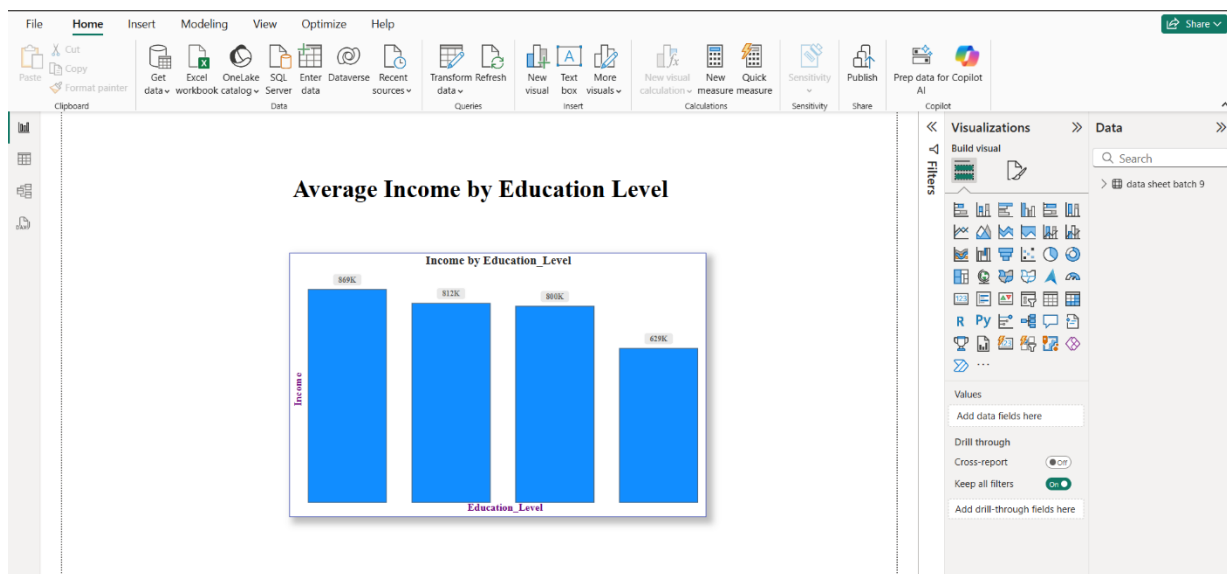 File Home Insert Modeling View Optimize Help Share
Paste
Cut
Copy
Format painter
Clipboard
Get data
Excel workbook
OneLake catalog
SQL Server
Enter data
Dataverse
Recent sources
Data
Transform data
Refresh
Queries
New visual
Text box
More visuals
Insert
New visual calculation
New measure
Quick measure
Calculations
Sensitivity
Sensitivity
Publish
Share
Prep data for AI
Copilot
Copilot
Average Income by Education Level
Income by Education_Level
869K
812K
800K
629K
Income
Education_Level
Filters
Visualizations
Build visual
123
R Py
Values
Add data fields here
Drill through
Cross-report Off
Keep all filters On
Add drill-through fields here
Data
Search
data sheet batch 9